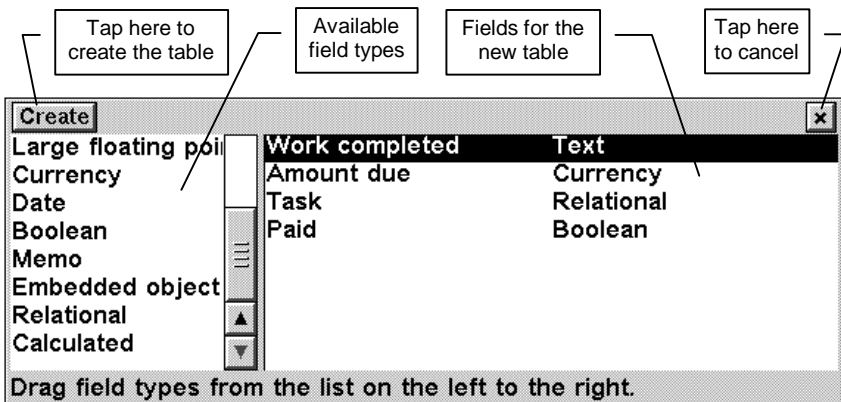 Tap here to
create the table
Available
field types
Fields for the
new table
Tap here
to cancel
Create
×
Large floating poi
Currency
Date
Boolean
Memo
Embedded object
Relational
Calculated
Work completed Text
Amount due Currency
Task Relational
Paid Boolean
Drag field types from the list on the left to the right.